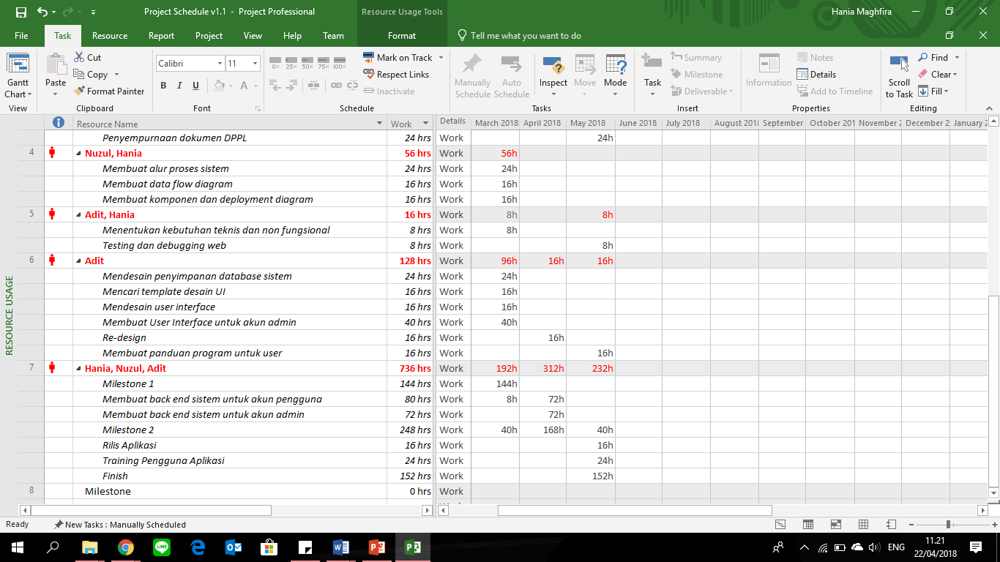 Project Schedule v1.1 - Project Professional
Resource Usage Tools
Hania Maghfira
File Task Resource Report Project View Help Team Format Tell me what you want to do
Gantt Chart
View
Paste
Cut
Copy
Format Painter
Clipboard
Calibri 11
B I U A
Font
0% 25% 50% 75% 100%
Mark on Track
Respect Links
Inactivate
Schedule
Manually Schedule
Auto Schedule
Inspect
Move
Mode
Tasks
Task
Summary
Milestone
Deliverable
Insert
Information
Notes
Details
Add to Timeline
Properties
Scroll to Task
Find
Clear
Fill
Editing
Resource Name Work Details March 2018 April 2018 May 2018 June 2018 July 2018 August 2018 September October 201 November 2 December 2 January 2
Penyempurnaan dokumen DPPL 24 hrs Work 24h
4 Nuzul, Hania 56 hrs Work 56h
Membuat alur proses sistem 24 hrs Work 24h
Membuat data flow diagram 16 hrs Work 16h
Membuat komponen dan deployment diagram 16 hrs Work 16h
5 Adit, Hania 16 hrs Work 8h 8h
Menentukan kebutuhan teknis dan non fungsional 8 hrs Work 8h
Testing dan debugging web 8 hrs Work 8h
6 Adit 128 hrs Work 96h 16h 16h
Mendesain penyimpanan database sistem 24 hrs Work 24h
Mencari template desain UI 16 hrs Work 16h
Mendesain user interface 16 hrs Work 16h
Membuat User Interface untuk akun admin 40 hrs Work 40h
Re-design 16 hrs Work 16h
Membuat panduan program untuk user 16 hrs Work 16h
7 Hania, Nuzul, Adit 736 hrs Work 192h 312h 232h
Milestone 1 144 hrs Work 144h
Membuat back end sistem untuk akun pengguna 80 hrs Work 8h 72h
Membuat back end sistem untuk akun admin 72 hrs Work 72h
Milestone 2 248 hrs Work 40h 168h 40h
Rilis Aplikasi 16 hrs Work 16h
Training Pengguna Aplikasi 24 hrs Work 24h
Finish 152 hrs Work 152h
8 Milestone 0 hrs Work
RESOURCE USAGE
Ready New Tasks : Manually Scheduled
ENG
11.21
22/04/2018